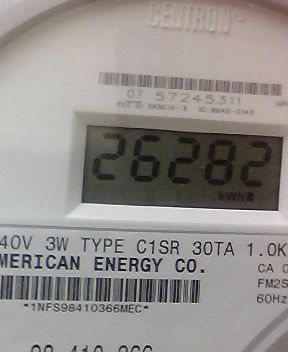 CENTRON®
07 57245311
26282
kWh
40V 3W TYPE C1SR 30TA 1.0K
MERICAN ENERGY CO.
CA 0
FM2S
60Hz
*1NFS98410366MEC*